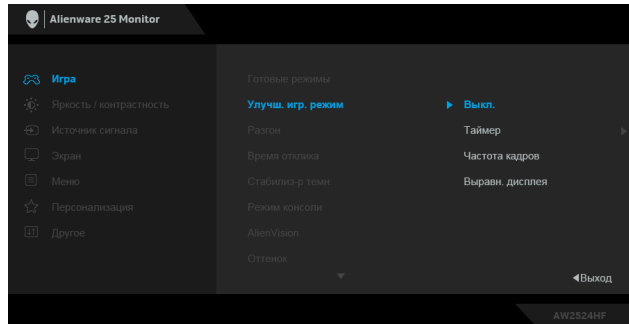 Alienware 25 Monitor
Игра
Яркость / контрастность
Источник сигнала
Экран
Меню
Персонализация
Другое
Готовые режимы
Улучш. игр. режим
Разгон
Время отклика
Стабилиз-р темн.
Режим консоли
AlienVision
Оттенок
Выкл.
Таймер
Частота кадров
Выравн. дисплея
Выход
AW2524HF